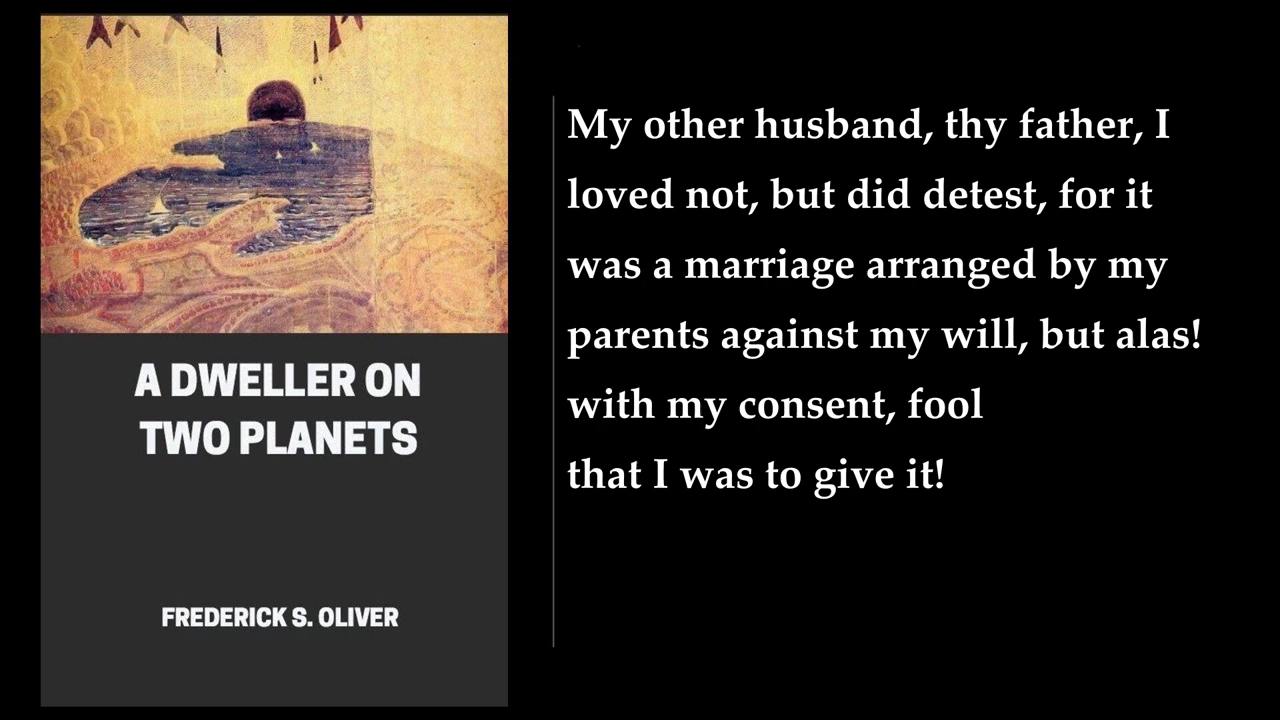 A DWELLER ON
TWO PLANETS
FREDERICK S. OLIVER
My other husband, thy father, I
loved not, but did detest, for it
was a marriage arranged by my
parents against my will, but alas!
with my consent, fool
that I was to give it!